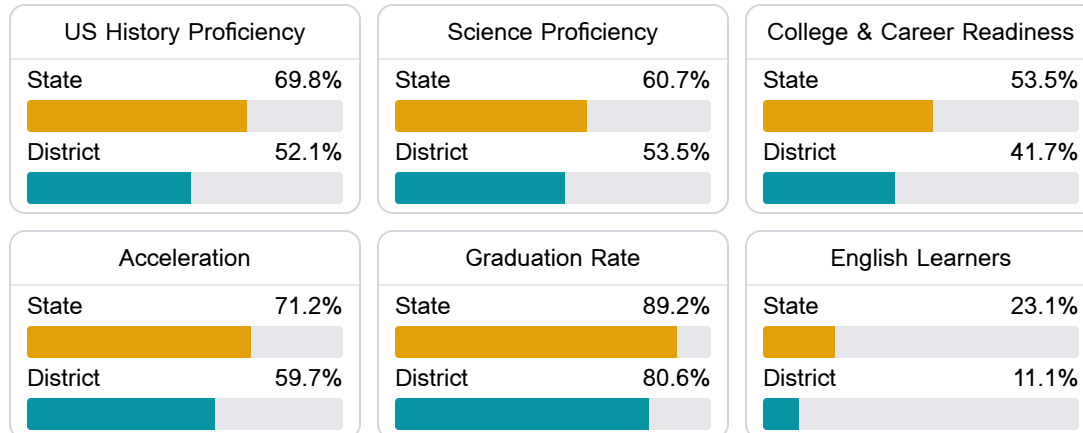 US History Proficiency
State 69.8%
District 52.1%
Science Proficiency
State 60.7%
District 53.5%
College & Career Readiness
State 53.5%
District 41.7%
Acceleration
State 71.2%
District 59.7%
Graduation Rate
State 89.2%
District 80.6%
English Learners
State 23.1%
District 11.1%